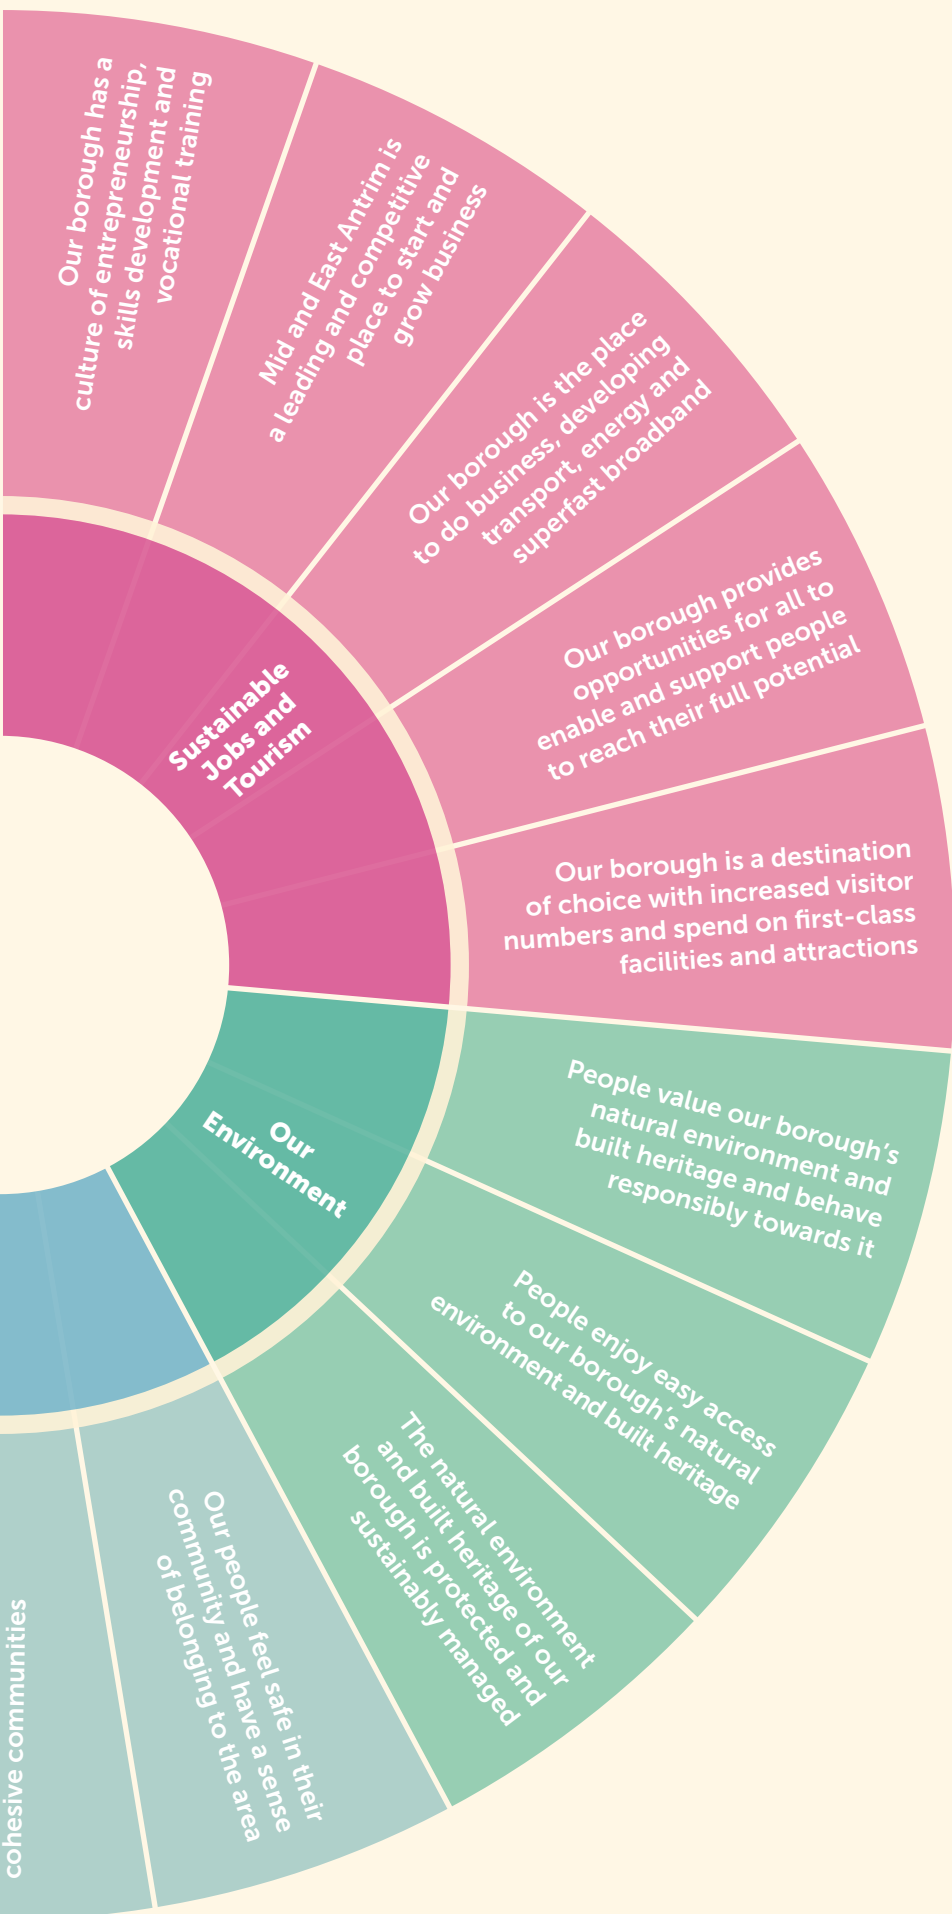 Our borough has a
culture of entrepreneurship,
skills development and
vocational training
Mid and East Antrim is
a leading and competitive
place to start and
grow business
Our borough is the place
to do business, developing
transport, energy and
superfast broadband
Our borough provides
opportunities for all to
enable and support people
to reach their full potential
Our borough is a destination
of choice with increased visitor
numbers and spend on first-class
facilities and attractions
Sustainable
Jobs and
Tourism
Our
Environment
People value our borough’s
natural environment and
built heritage and behave
responsibly towards it
People enjoy easy access
to our borough’s natural
environment and built heritage
The natural environment
and built heritage of our
borough is protected and
sustainably managed
Our people feel safe in their
community and have a sense
of belonging to the area
cohesive communities